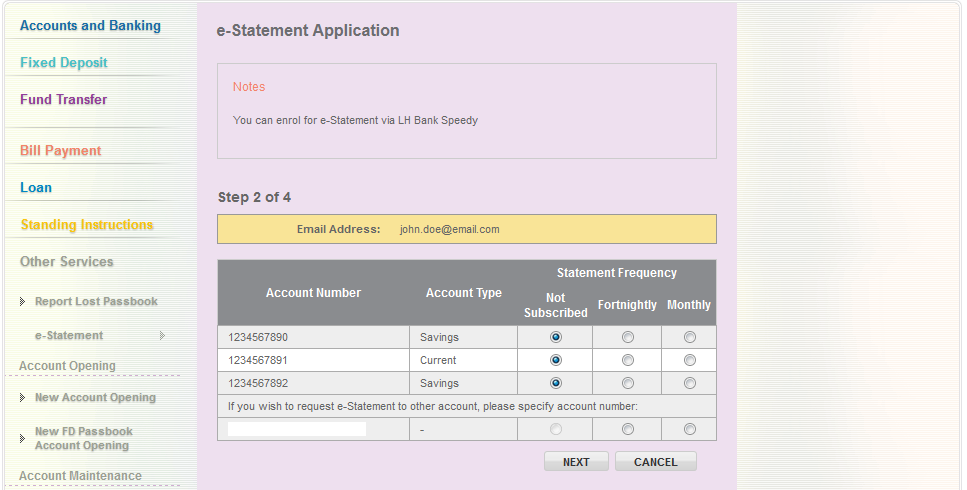 Accounts and Banking
Fixed Deposit
Fund Transfer
Bill Payment
Loan
Standing Instructions
Other Services
Report Lost Passbook
e-Statement
Account Opening
New Account Opening
New FD Passbook
Account Opening
Account Maintenance
e-Statement Application
Notes
You can enrol for e-Statement via LH Bank Speedy
Step 2 of 4
Email Address: john.doe@email.com
Account Number Account Type Statement Frequency
Not Subscribed Fortnightly Monthly
1234567890 Savings
1234567891 Current
1234567892 Savings
If you wish to request e-Statement to other account, please specify account number:
-
NEXT CANCEL